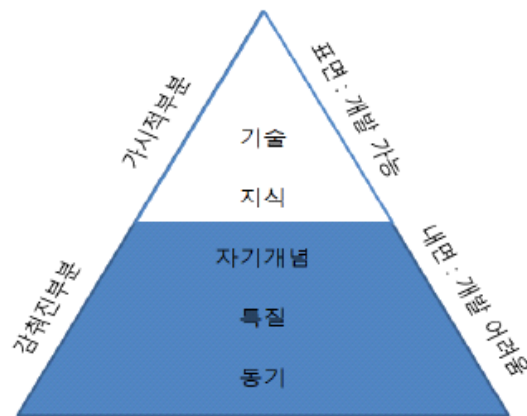 가시적부분
표면 : 개발 가능
기술
지식
감춰진부분
내면 : 개발 어려움
자기개념
특질
동기